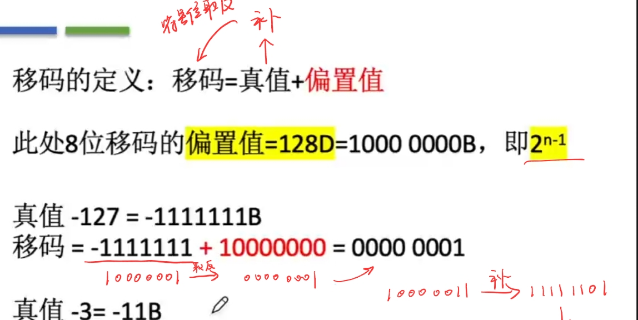 符号位取反
补
移码的定义：移码=真值+偏置值
此处8位移码的偏置值=128D=1000 0000B，即2ⁿ⁻¹
真值 -127 = -1111111B
移码 = -1111111 + 10000000 = 0000 0001
10000001 取反 00000001
10000011 补 11111101
真值 -3= -11B